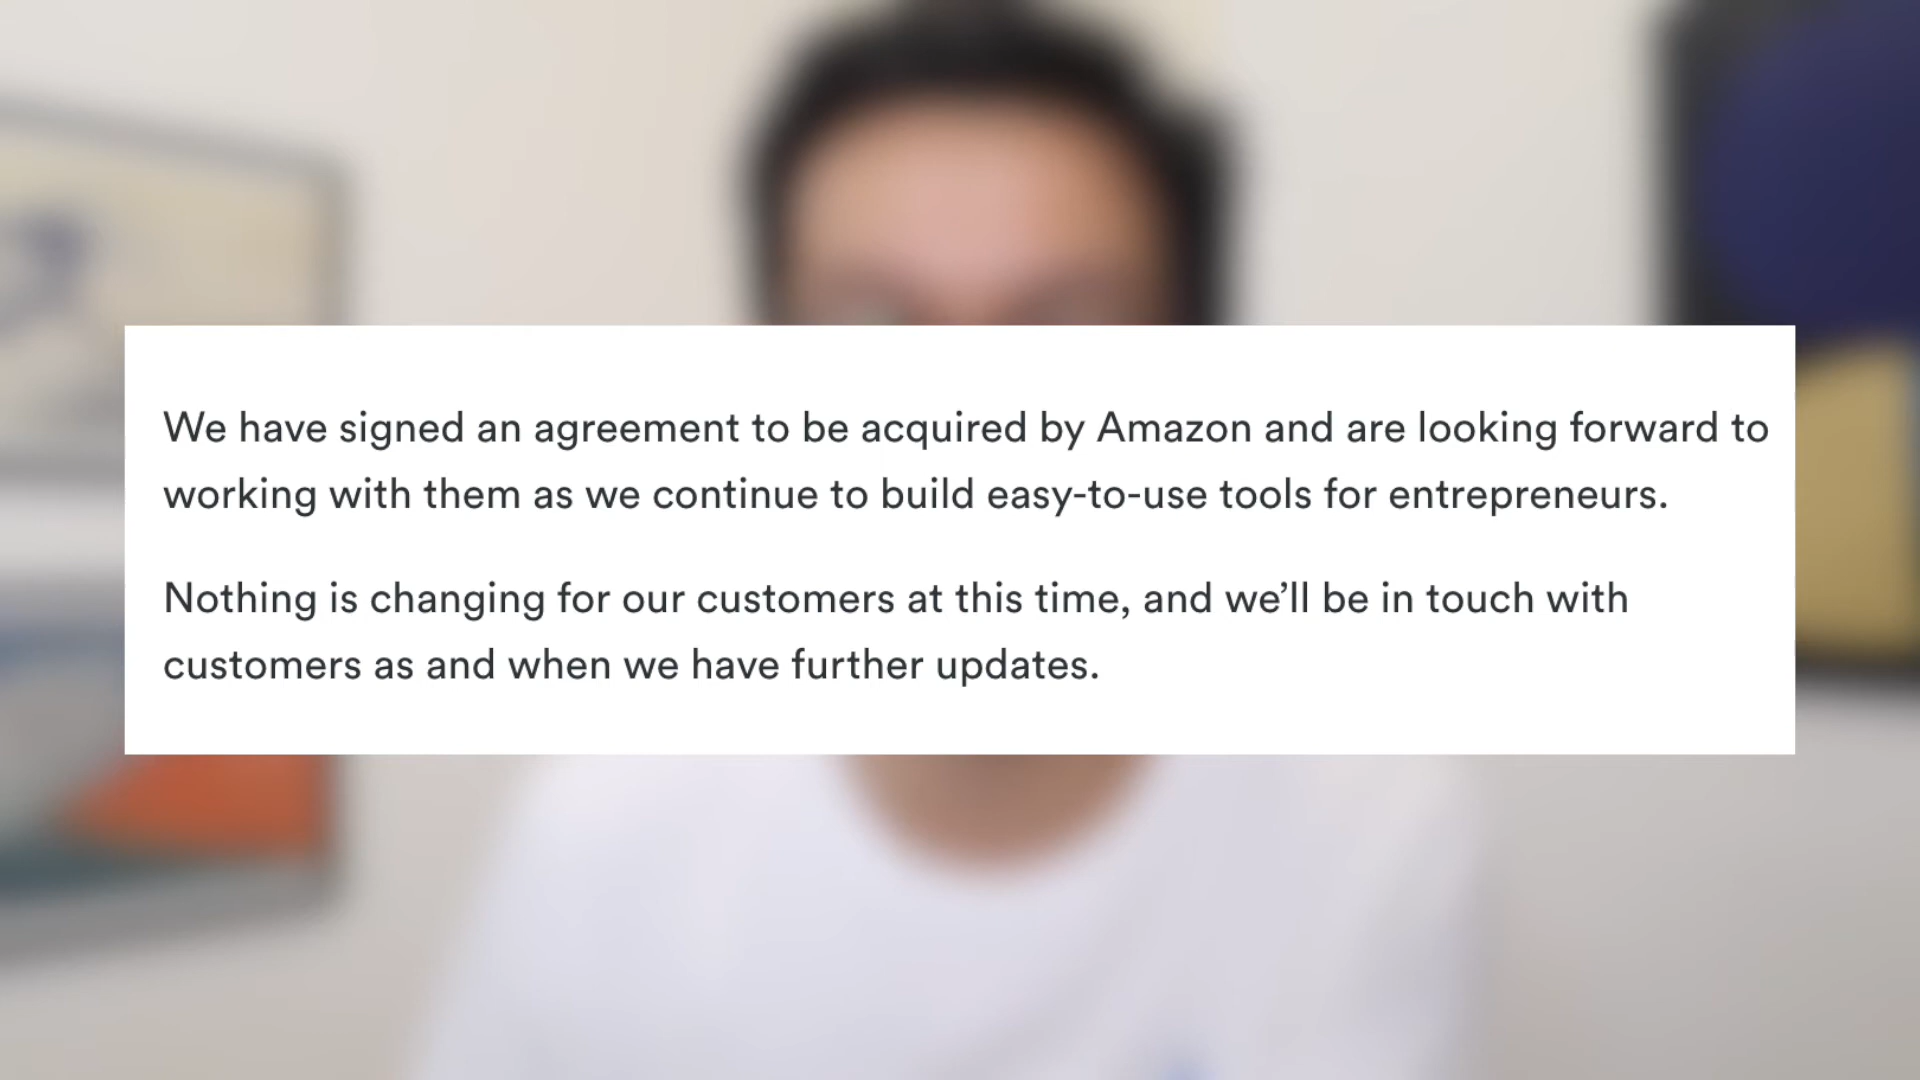 We have signed an agreement to be acquired by Amazon and are looking forward to
working with them as we continue to build easy-to-use tools for entrepreneurs.
Nothing is changing for our customers at this time, and we’ll be in touch with
customers as and when we have further updates.